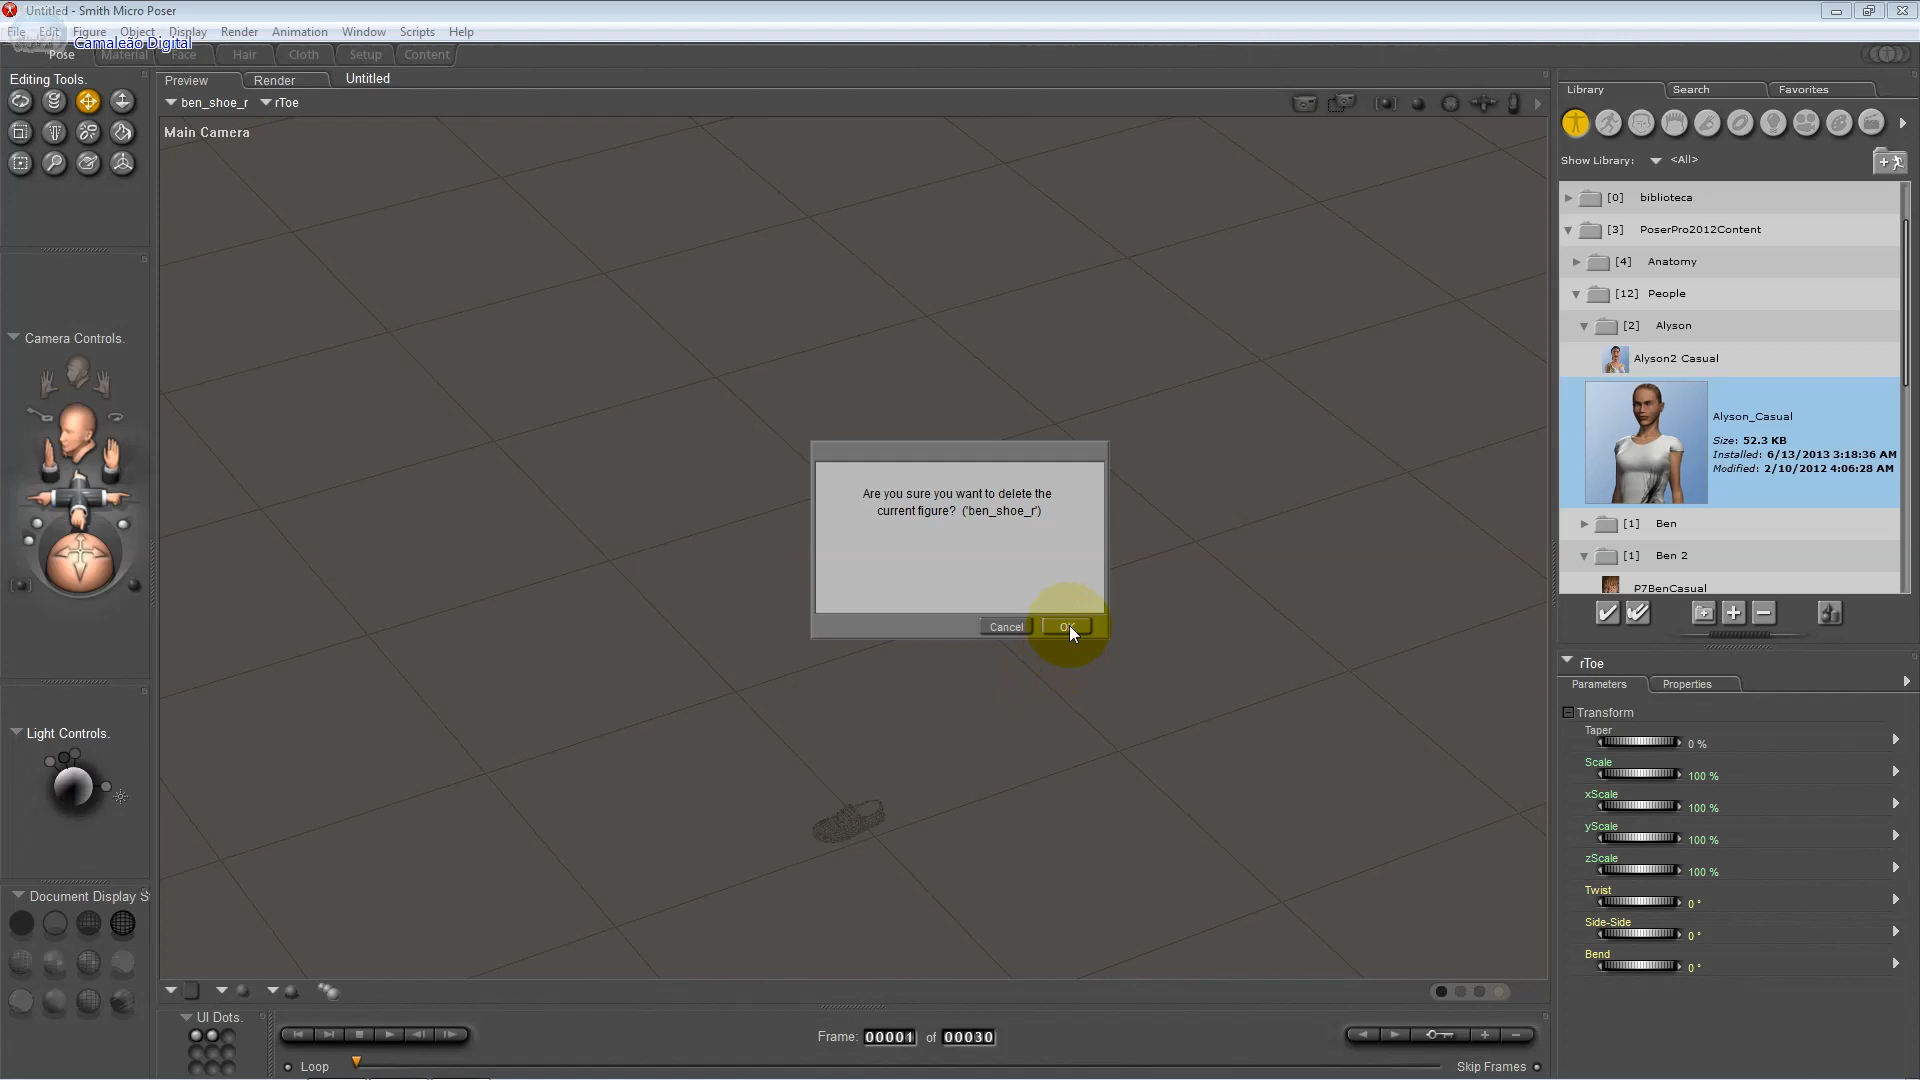 Untitled - Smith Micro Poser
File Edit Figure Object Display Render Animation Window Scripts Help
Camaleão Digital
Pose Material Face Hair Cloth Setup Content
Editing Tools.
Preview Render Untitled
ben_shoe_r rToe
Main Camera
Camera Controls.
Light Controls.
Document Display S
Are you sure you want to delete the
current figure? ('ben_shoe_r')
Cancel OK
UI Dots.
Frame: 00001 of 00030
Loop
Skip Frames
Library Search Favorites
Show Library: <All>
[0] biblioteca
[3] PoserPro2012Content
[4] Anatomy
[12] People
[2] Alyson
Alyson2 Casual
Alyson_Casual
Size: 52.3 KB
Installed: 6/13/2013 3:18:36 AM
Modified: 2/10/2012 4:06:28 AM
[1] Ben
[1] Ben 2
P7BenCasual
rToe
Parameters Properties
Transform
Taper
0 %
Scale
100 %
xScale
100 %
yScale
100 %
zScale
100 %
Twist
0 °
Side-Side
0 °
Bend
0 °